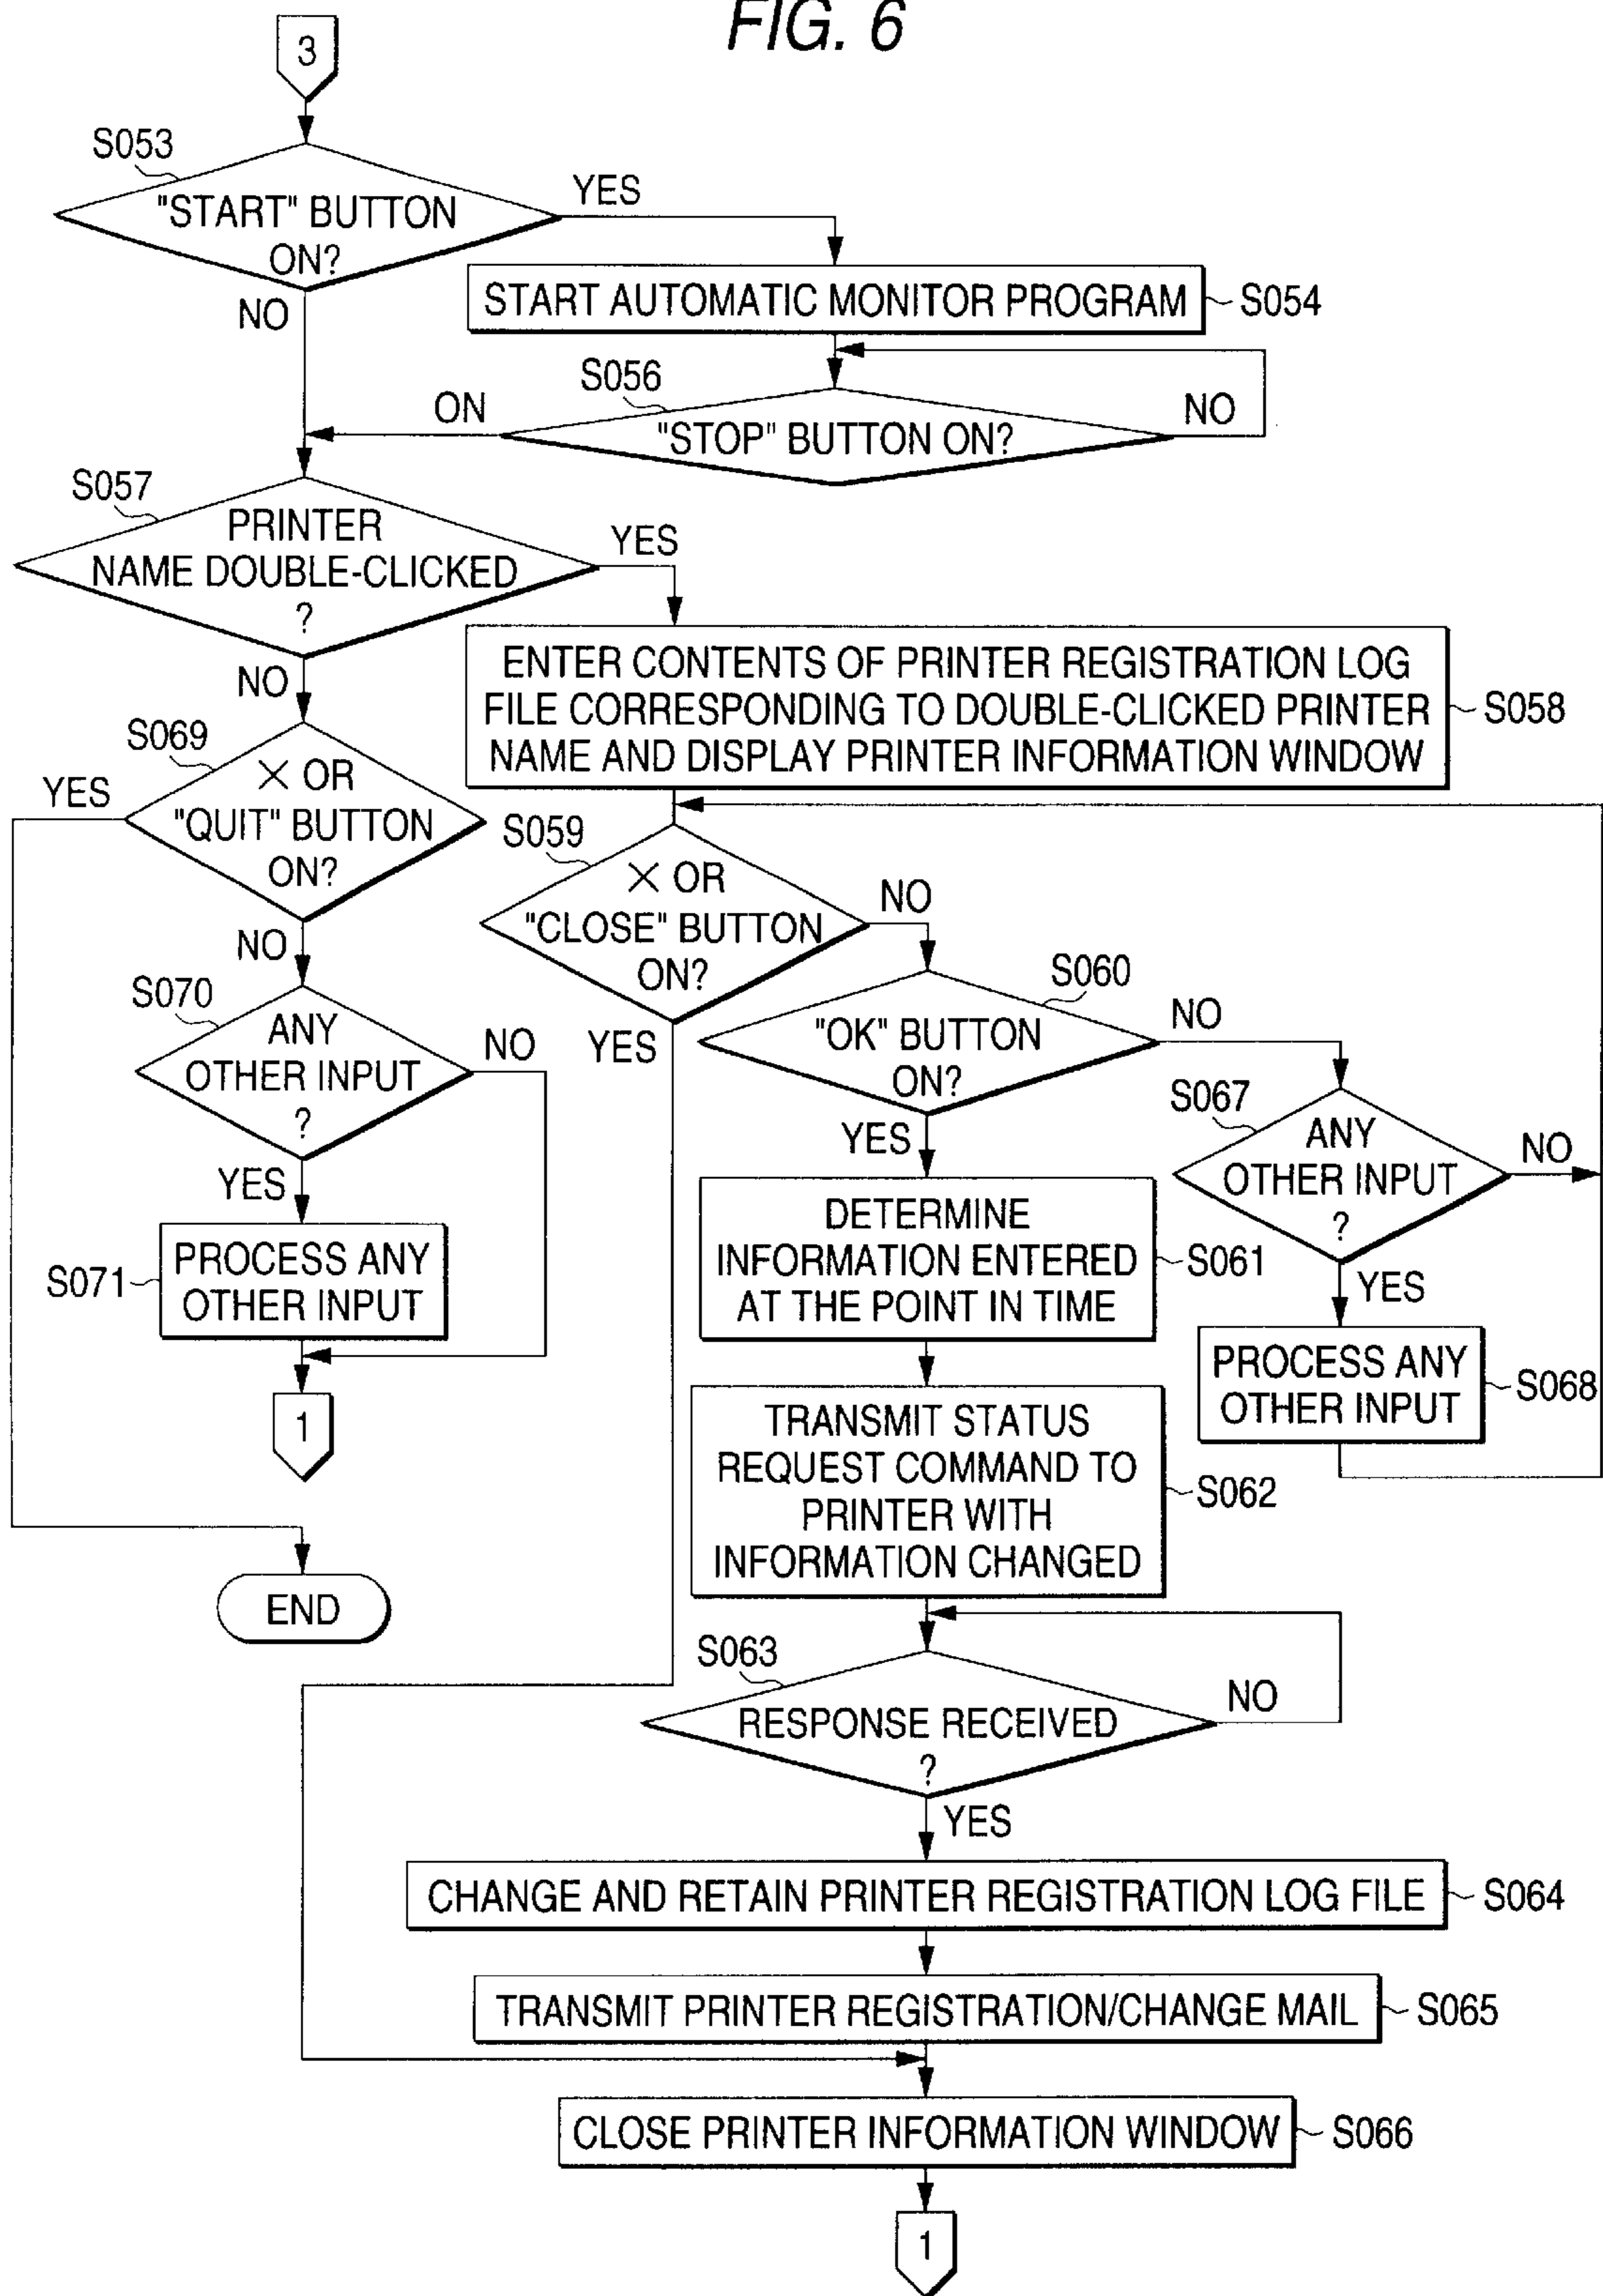 FIG. 6
3
S053
"START" BUTTON
ON?
YES
NO
START AUTOMATIC MONITOR PROGRAM
S054
S056
"STOP" BUTTON ON?
ON
NO
S057
PRINTER
NAME DOUBLE-CLICKED
?
YES
NO
ENTER CONTENTS OF PRINTER REGISTRATION LOG
FILE CORRESPONDING TO DOUBLE-CLICKED PRINTER
NAME AND DISPLAY PRINTER INFORMATION WINDOW
S058
S069
× OR
"QUIT" BUTTON
ON?
YES
NO
S059
× OR
"CLOSE" BUTTON
ON?
NO
YES
S070
ANY
OTHER INPUT
?
NO
YES
S060
"OK" BUTTON
ON?
NO
YES
S067
ANY
OTHER INPUT
?
NO
YES
S071
PROCESS ANY
OTHER INPUT
1
END
DETERMINE
INFORMATION ENTERED
AT THE POINT IN TIME
S061
PROCESS ANY
OTHER INPUT
S068
TRANSMIT STATUS
REQUEST COMMAND TO
PRINTER WITH
INFORMATION CHANGED
S062
S063
RESPONSE RECEIVED
?
NO
YES
CHANGE AND RETAIN PRINTER REGISTRATION LOG FILE
S064
TRANSMIT PRINTER REGISTRATION/CHANGE MAIL
S065
CLOSE PRINTER INFORMATION WINDOW
S066
1